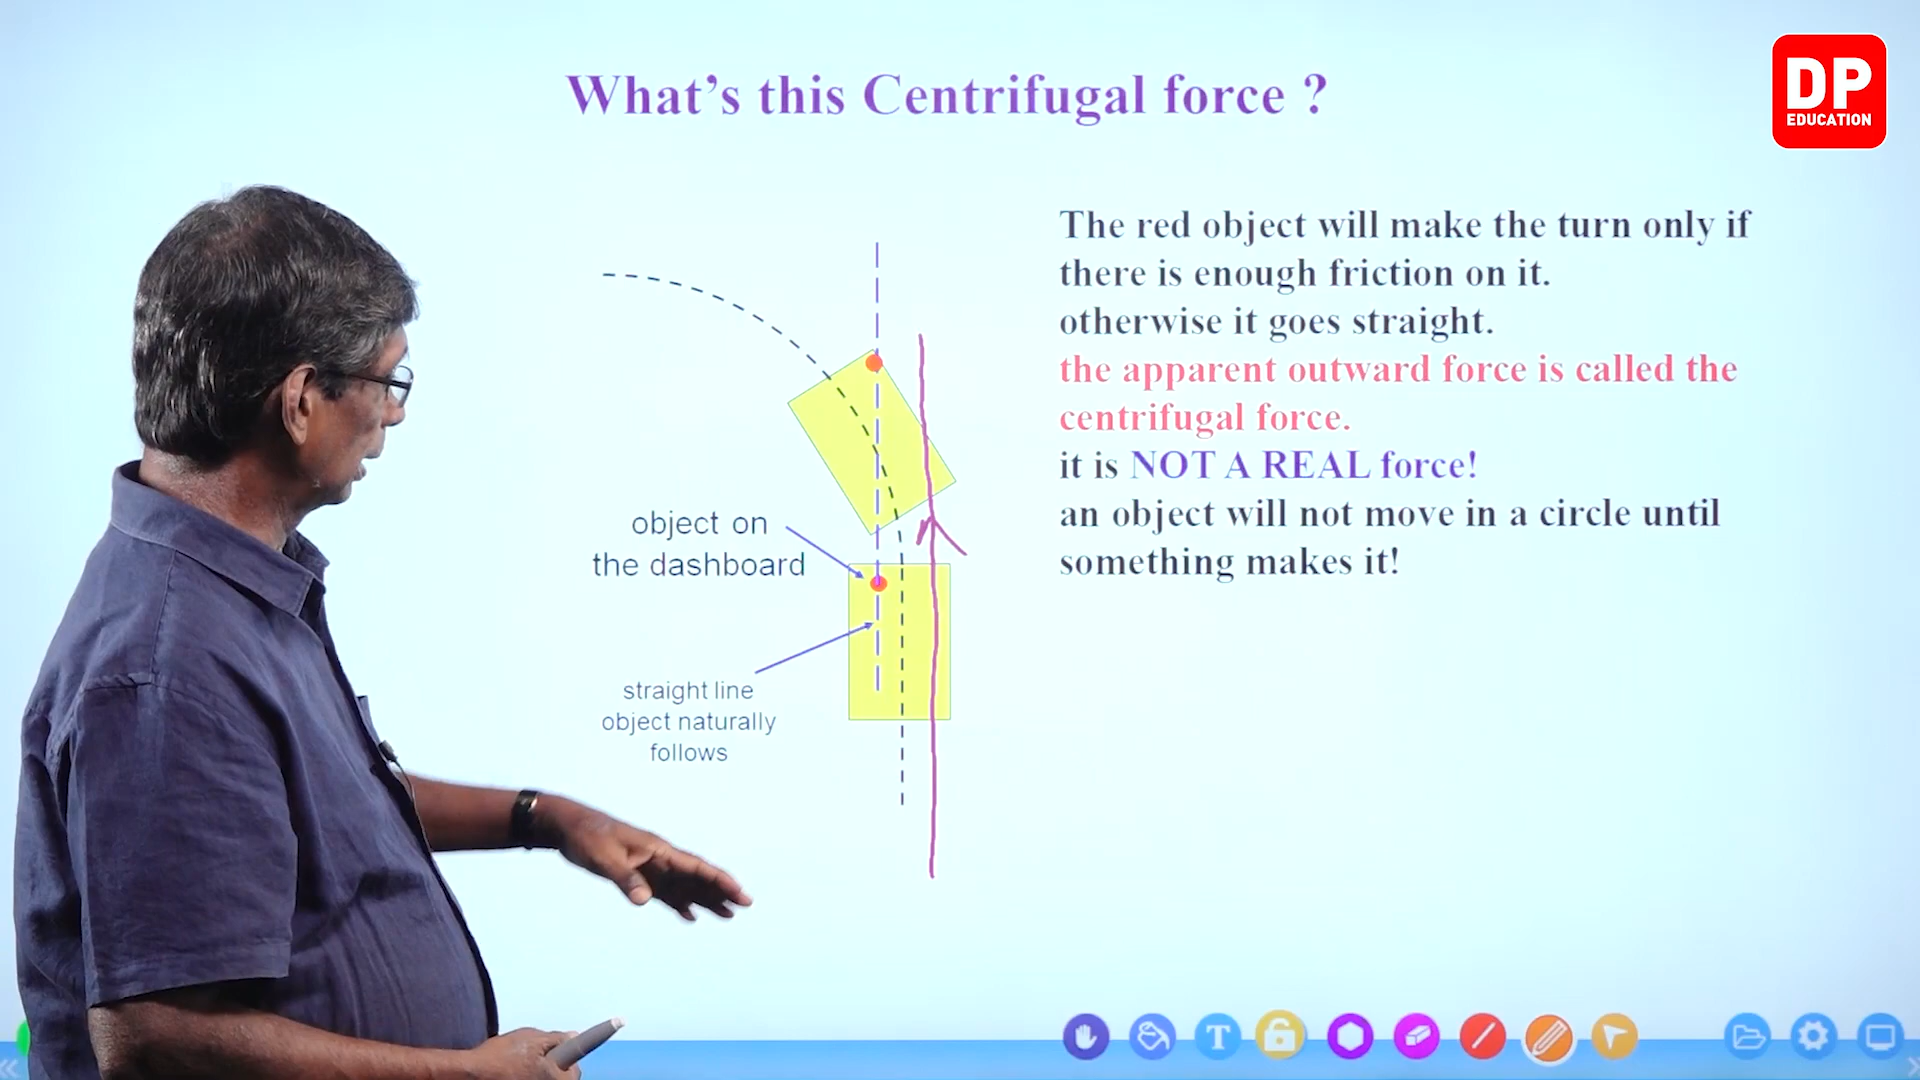 What's this Centrifugal force ?
DP
EDUCATION
The red object will make the turn only if
there is enough friction on it.
otherwise it goes straight.
the apparent outward force is called the
centrifugal force.
it is NOT A REAL force!
an object will not move in a circle until
something makes it!
object on
the dashboard
straight line
object naturally
follows
T